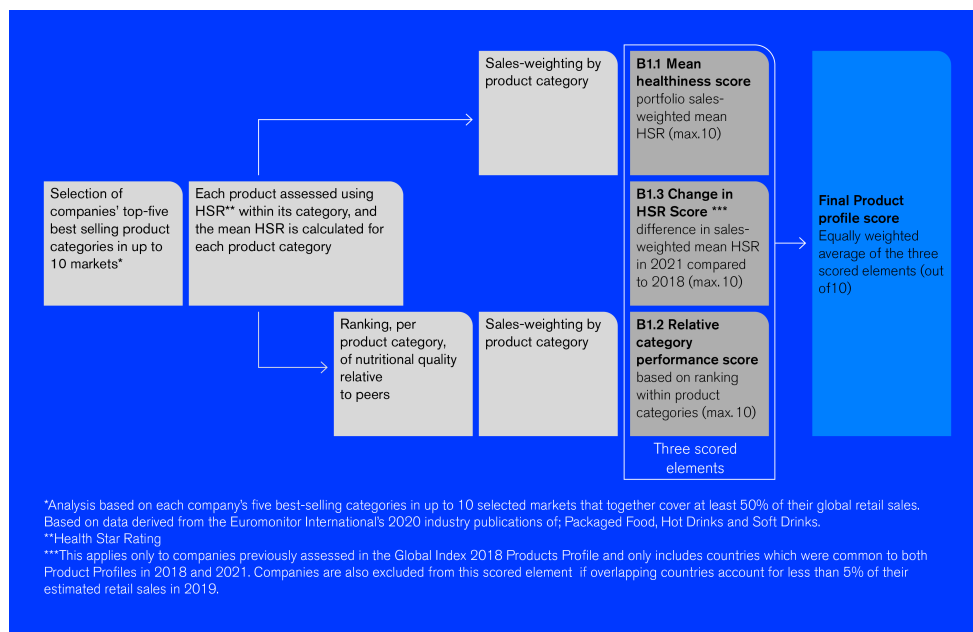 Selection of
companies' top-five
best selling product
categories in up to
10 markets*
Each product assessed using
HSR** within its category, and
the mean HSR is calculated for
each product category
Sales-weighting by
product category
B1.1 Mean
healthiness score
portfolio sales-
weighted mean
HSR (max.10)
B1.3 Change in
HSR Score ***
difference in sales-
weighted mean HSR
in 2021 compared
to 2018 (max.10)
Ranking, per
product category,
of nutritional quality
relative
to peers
Sales-weighting by
product category
B1.2 Relative
category
performance score
based on ranking
within product
categories (max.10)
Three scored
elements
Final Product
profile score
Equally weighted
average of the three
scored elements (out
of10)
*Analysis based on each company's five best-selling categories in up to 10 selected markets that together cover at least 50% of their global retail sales.
Based on data derived from the Euromonitor International's 2020 industry publications of; Packaged Food, Hot Drinks and Soft Drinks.
**Health Star Rating
***This applies only to companies previously assessed in the Global Index 2018 Products Profile and only includes countries which were common to both
Product Profiles in 2018 and 2021. Companies are also excluded from this scored element if overlapping countries account for less than 5% of their
estimated retail sales in 2019.